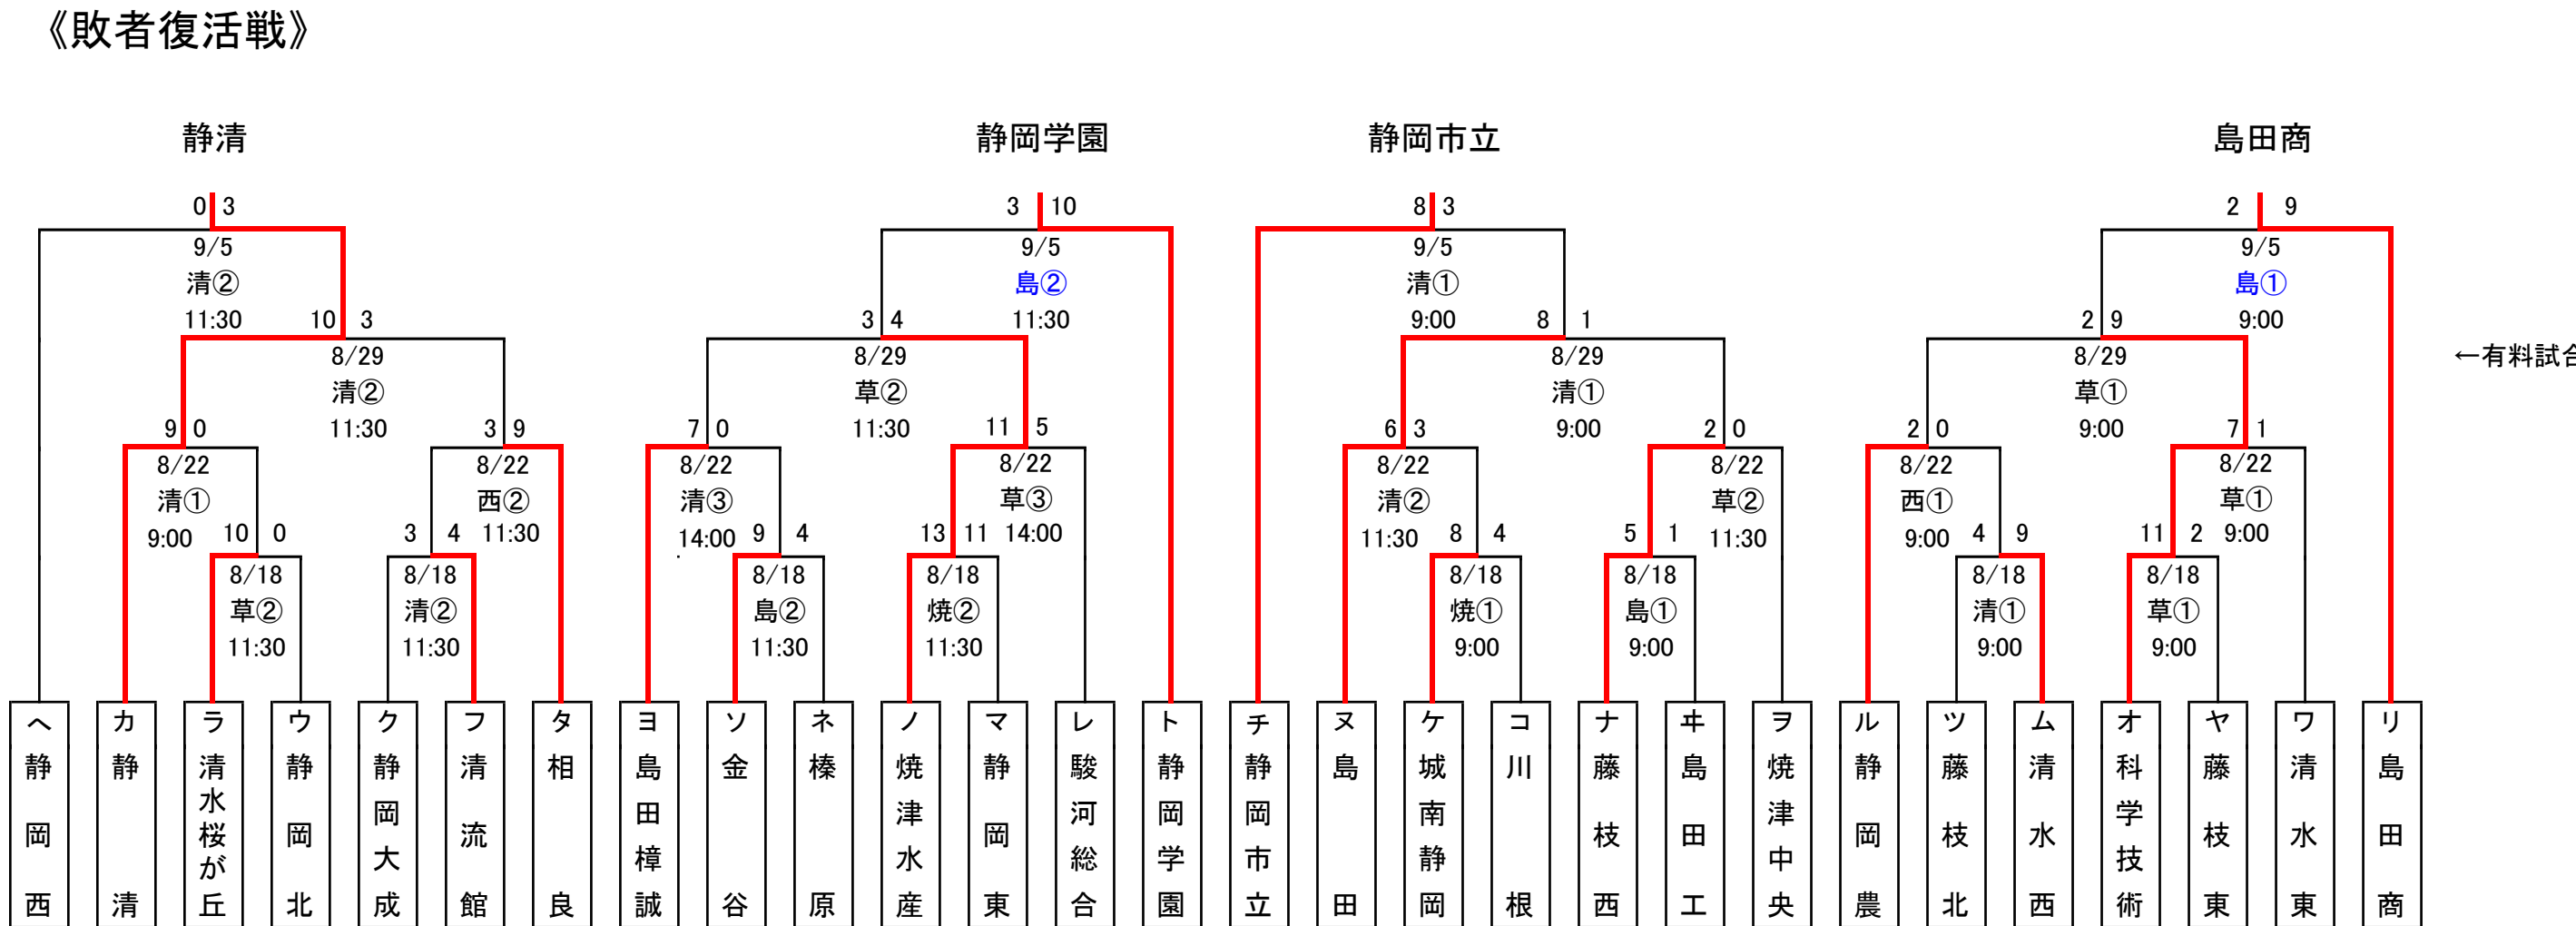 《敗者復活戦》
静清 静岡学園 静岡市立 島田商
0 3 3 10 8 3 2 9
9/5 9/5 9/5 9/5
清② 島② 清① 島①
11:30 10 3 3 4 11:30 9:00 8 1 2 9 9:00
8/29 8/29 8/29 8/29 ←有料試合
清② 草② 清① 草①
9 0 11:30 3 9 7 0 11:30 11 5 6 3 9:00 2 0 2 0 9:00 7 1
8/22 8/22 8/22 8/22 8/22 8/22 8/22 8/22
清① 西② 清③ 草③ 清② 草② 西① 草①
9:00 10 0 3 4 11:30 14:00 9 4 13 11 14:00 11:30 8 4 5 1 11:30 9:00 4 9 11 2 9:00
8/18 8/18 8/18 8/18 8/18 8/18 8/18 8/18
草② 清② 島② 焼② 焼① 島① 清① 草①
11:30 11:30 11:30 11:30 9:00 9:00 9:00 9:00
ヘ 静岡西
カ 静清
ラ 清水桜が丘
ウ 静岡北
ク 静岡大成
フ 清流館
タ 相良
ヨ 島田樟誠
ソ 金谷
ネ 榛原
ノ 焼津水産
マ 静岡東
レ 駿河総合
ト 静岡学園
チ 静岡市立
ヌ 島田
ケ 城南静岡
コ 川根
ナ 藤枝西
ヰ 島田工
ヲ 焼津中央
ル 静岡農
ツ 藤枝北
ム 清水西
オ 科学技術
ヤ 藤枝東
ワ 清水東
リ 島田商